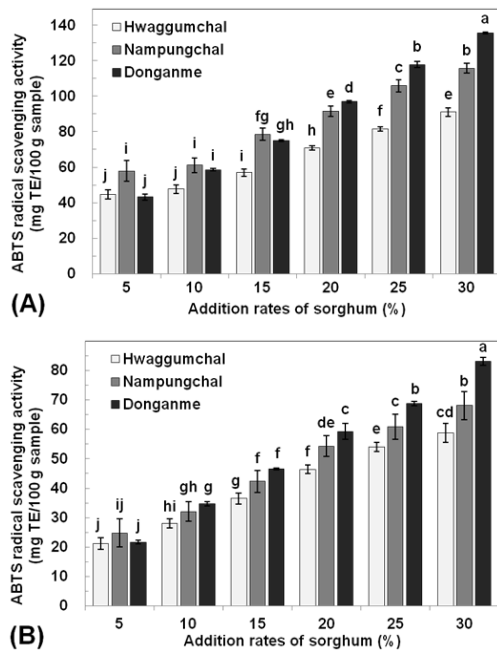 ABTS radical scavenging activity
(mg TE/100 g sample)
140
120
100
80
60
40
20
0
Hwaggumchal
Nampungchal
Donganme
j i j
j i i
i fg gh
h e d
f c b
e b a
5 10 15 20 25 30
(A) Addition rates of sorghum (%)
ABTS radical scavenging activity
(mg TE/100 g sample)
80
70
60
50
40
30
20
10
0
Hwaggumchal
Nampungchal
Donganme
j ij j
hi gh g
g f f
f de c
e c b
cd b a
5 10 15 20 25 30
(B) Addition rates of sorghum (%)